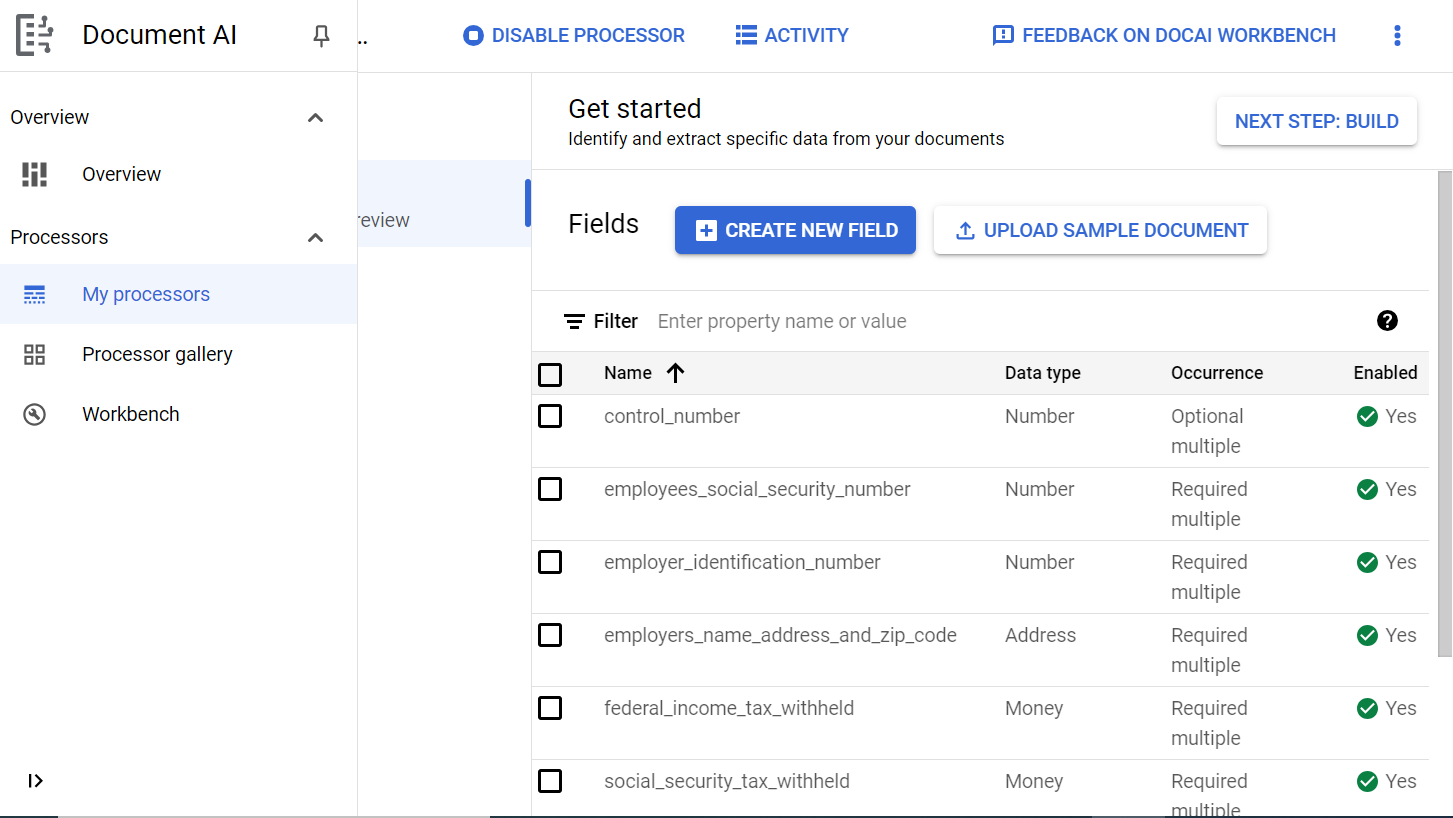 Document AI
..
DISABLE PROCESSOR
ACTIVITY
FEEDBACK ON DOCAI WORKBENCH
Overview
Overview
Processors
My processors
Processor gallery
Workbench
review
Get started
Identify and extract specific data from your documents
NEXT STEP: BUILD
Fields
CREATE NEW FIELD
UPLOAD SAMPLE DOCUMENT
Filter Enter property name or value
Name Data type Occurrence Enabled
control_number Number Optional Yes
multiple
employees_social_security_number Number Required Yes
multiple
employer_identification_number Number Required Yes
multiple
employers_name_address_and_zip_code Address Required Yes
multiple
federal_income_tax_withheld Money Required Yes
multiple
social_security_tax_withheld Money Required Yes
multiple